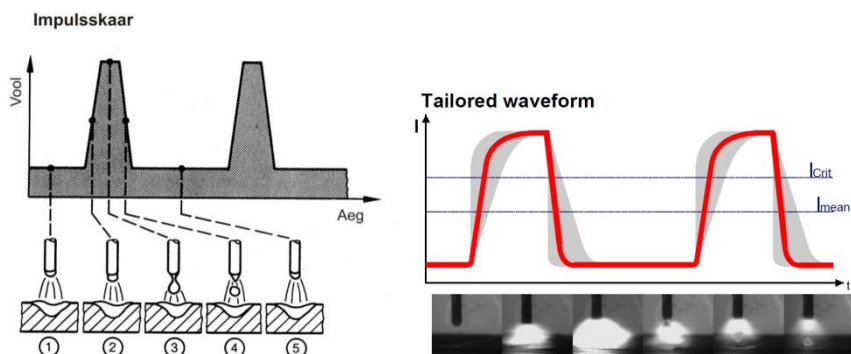 Impulsskaar
Vool
Aeg
1 2 3 4 5
Tailored waveform
I
ICrit
Imean
t